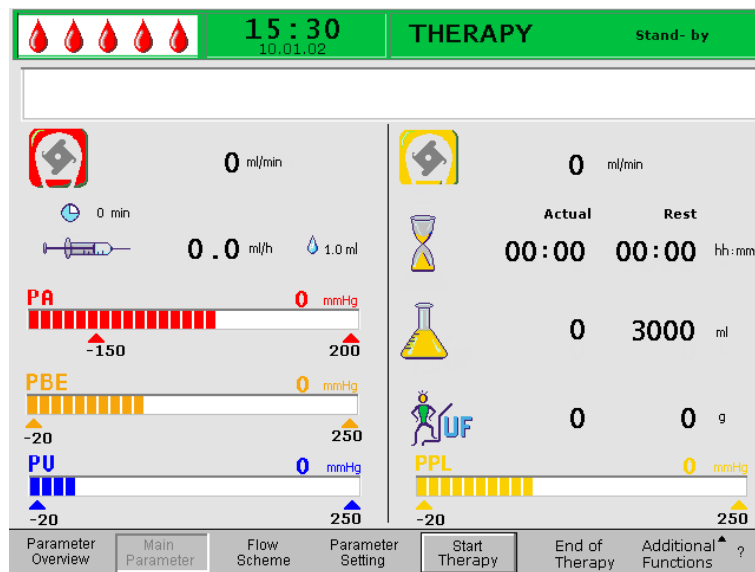 15:30 THERAPY Stand- by
10.01.02
0 ml/min
0 ml/min
0 min
Actual Rest
0.0 ml/h 1.0 ml
00:00 00:00 hh:mm
PA 0 mmHg
-150 200
0 3000 ml
PBE 0 mmHg
-20 250
UF 0 0 g
PV 0 mmHg
-20 250
PPL 0 mmHg
-20 250
Parameter Overview
Main Parameter
Flow Scheme
Parameter Setting
Start Therapy
End of Therapy
Additional Functions
?